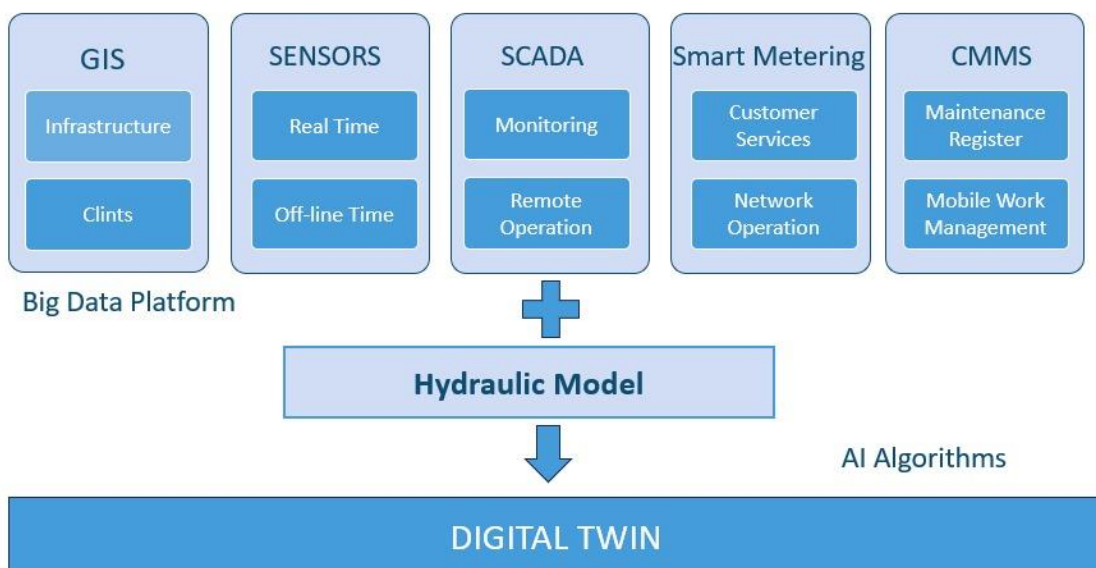 GIS
Infrastructure
Clints
SENSORS
Real Time
Off-line Time
SCADA
Monitoring
Remote
Operation
Smart Metering
Customer
Services
Network
Operation
CMMS
Maintenance
Register
Mobile Work
Management
Big Data Platform
Hydraulic Model
AI Algorithms
DIGITAL TWIN